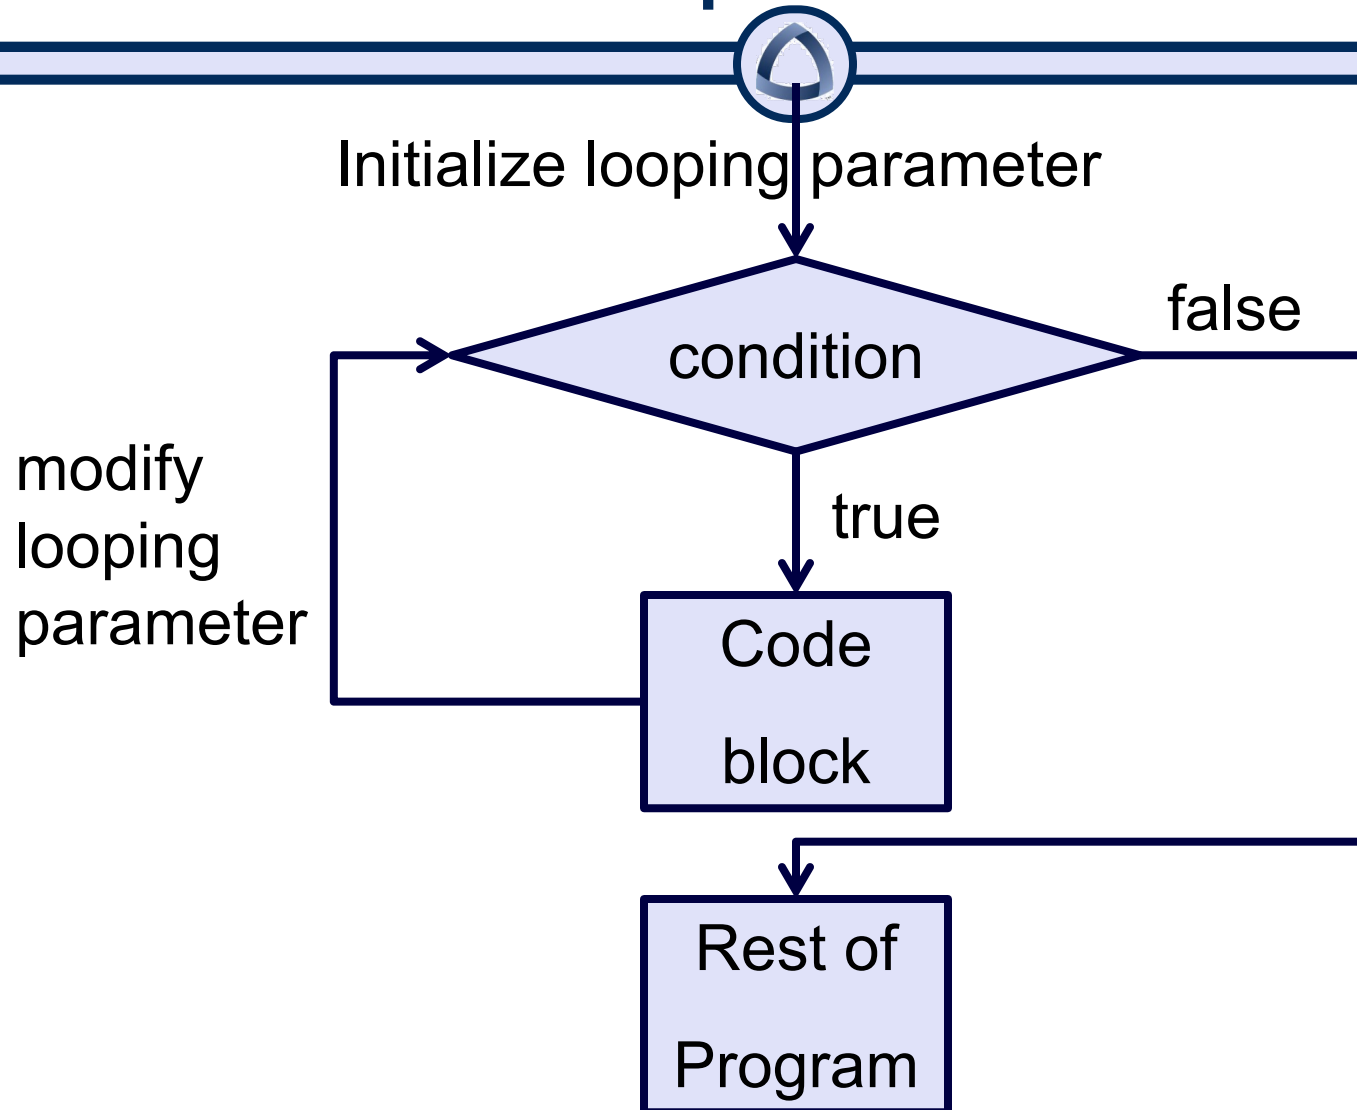 Initialize looping parameter
false
condition
modify
looping
parameter
true
Code
block
Rest of
Program